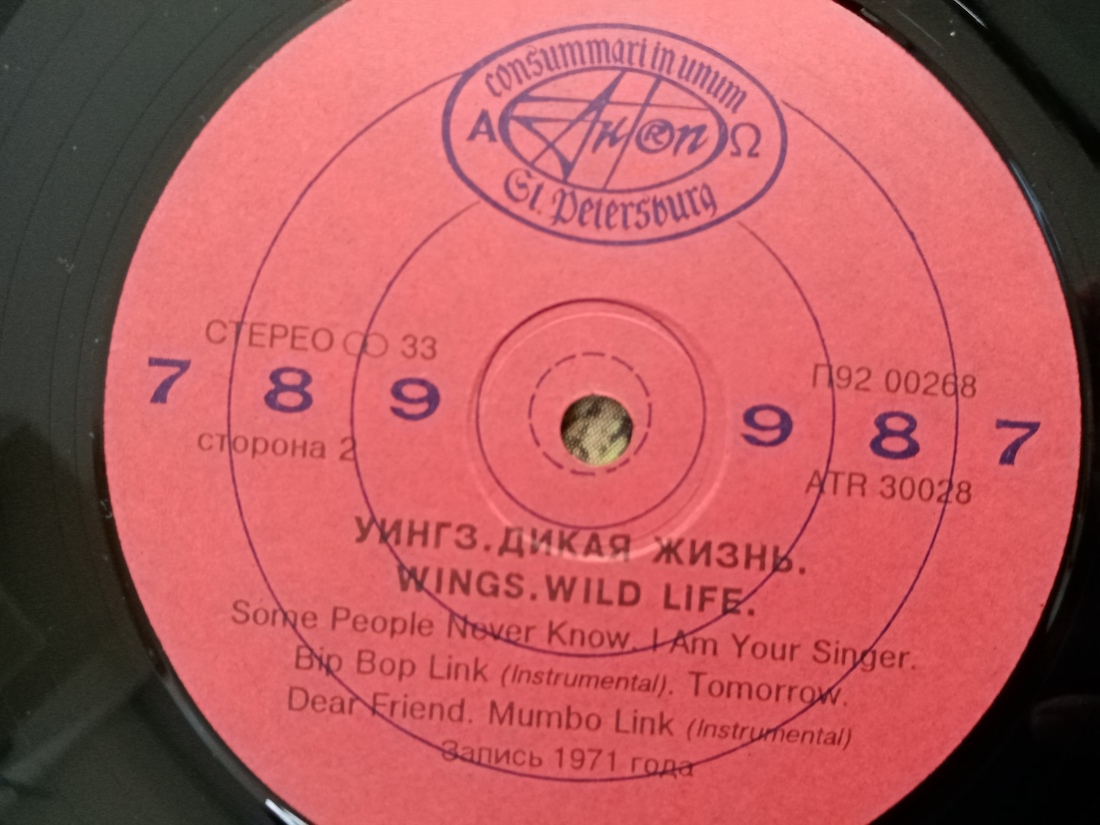 consummari in unum
А Ант®оп Ω
St. Petersburg
СТЕРЕО 33
П92 00268
7 8 9 9 8 7
сторона 2
ATR 30028
УИНГЗ.ДИКАЯ ЖИЗНЬ.
WINGS.WILD LIFE.
Some People Never Know. I Am Your Singer.
Bip Bop Link (Instrumental). Tomorrow.
Dear Friend. Mumbo Link (Instrumental)
Запись 1971 года